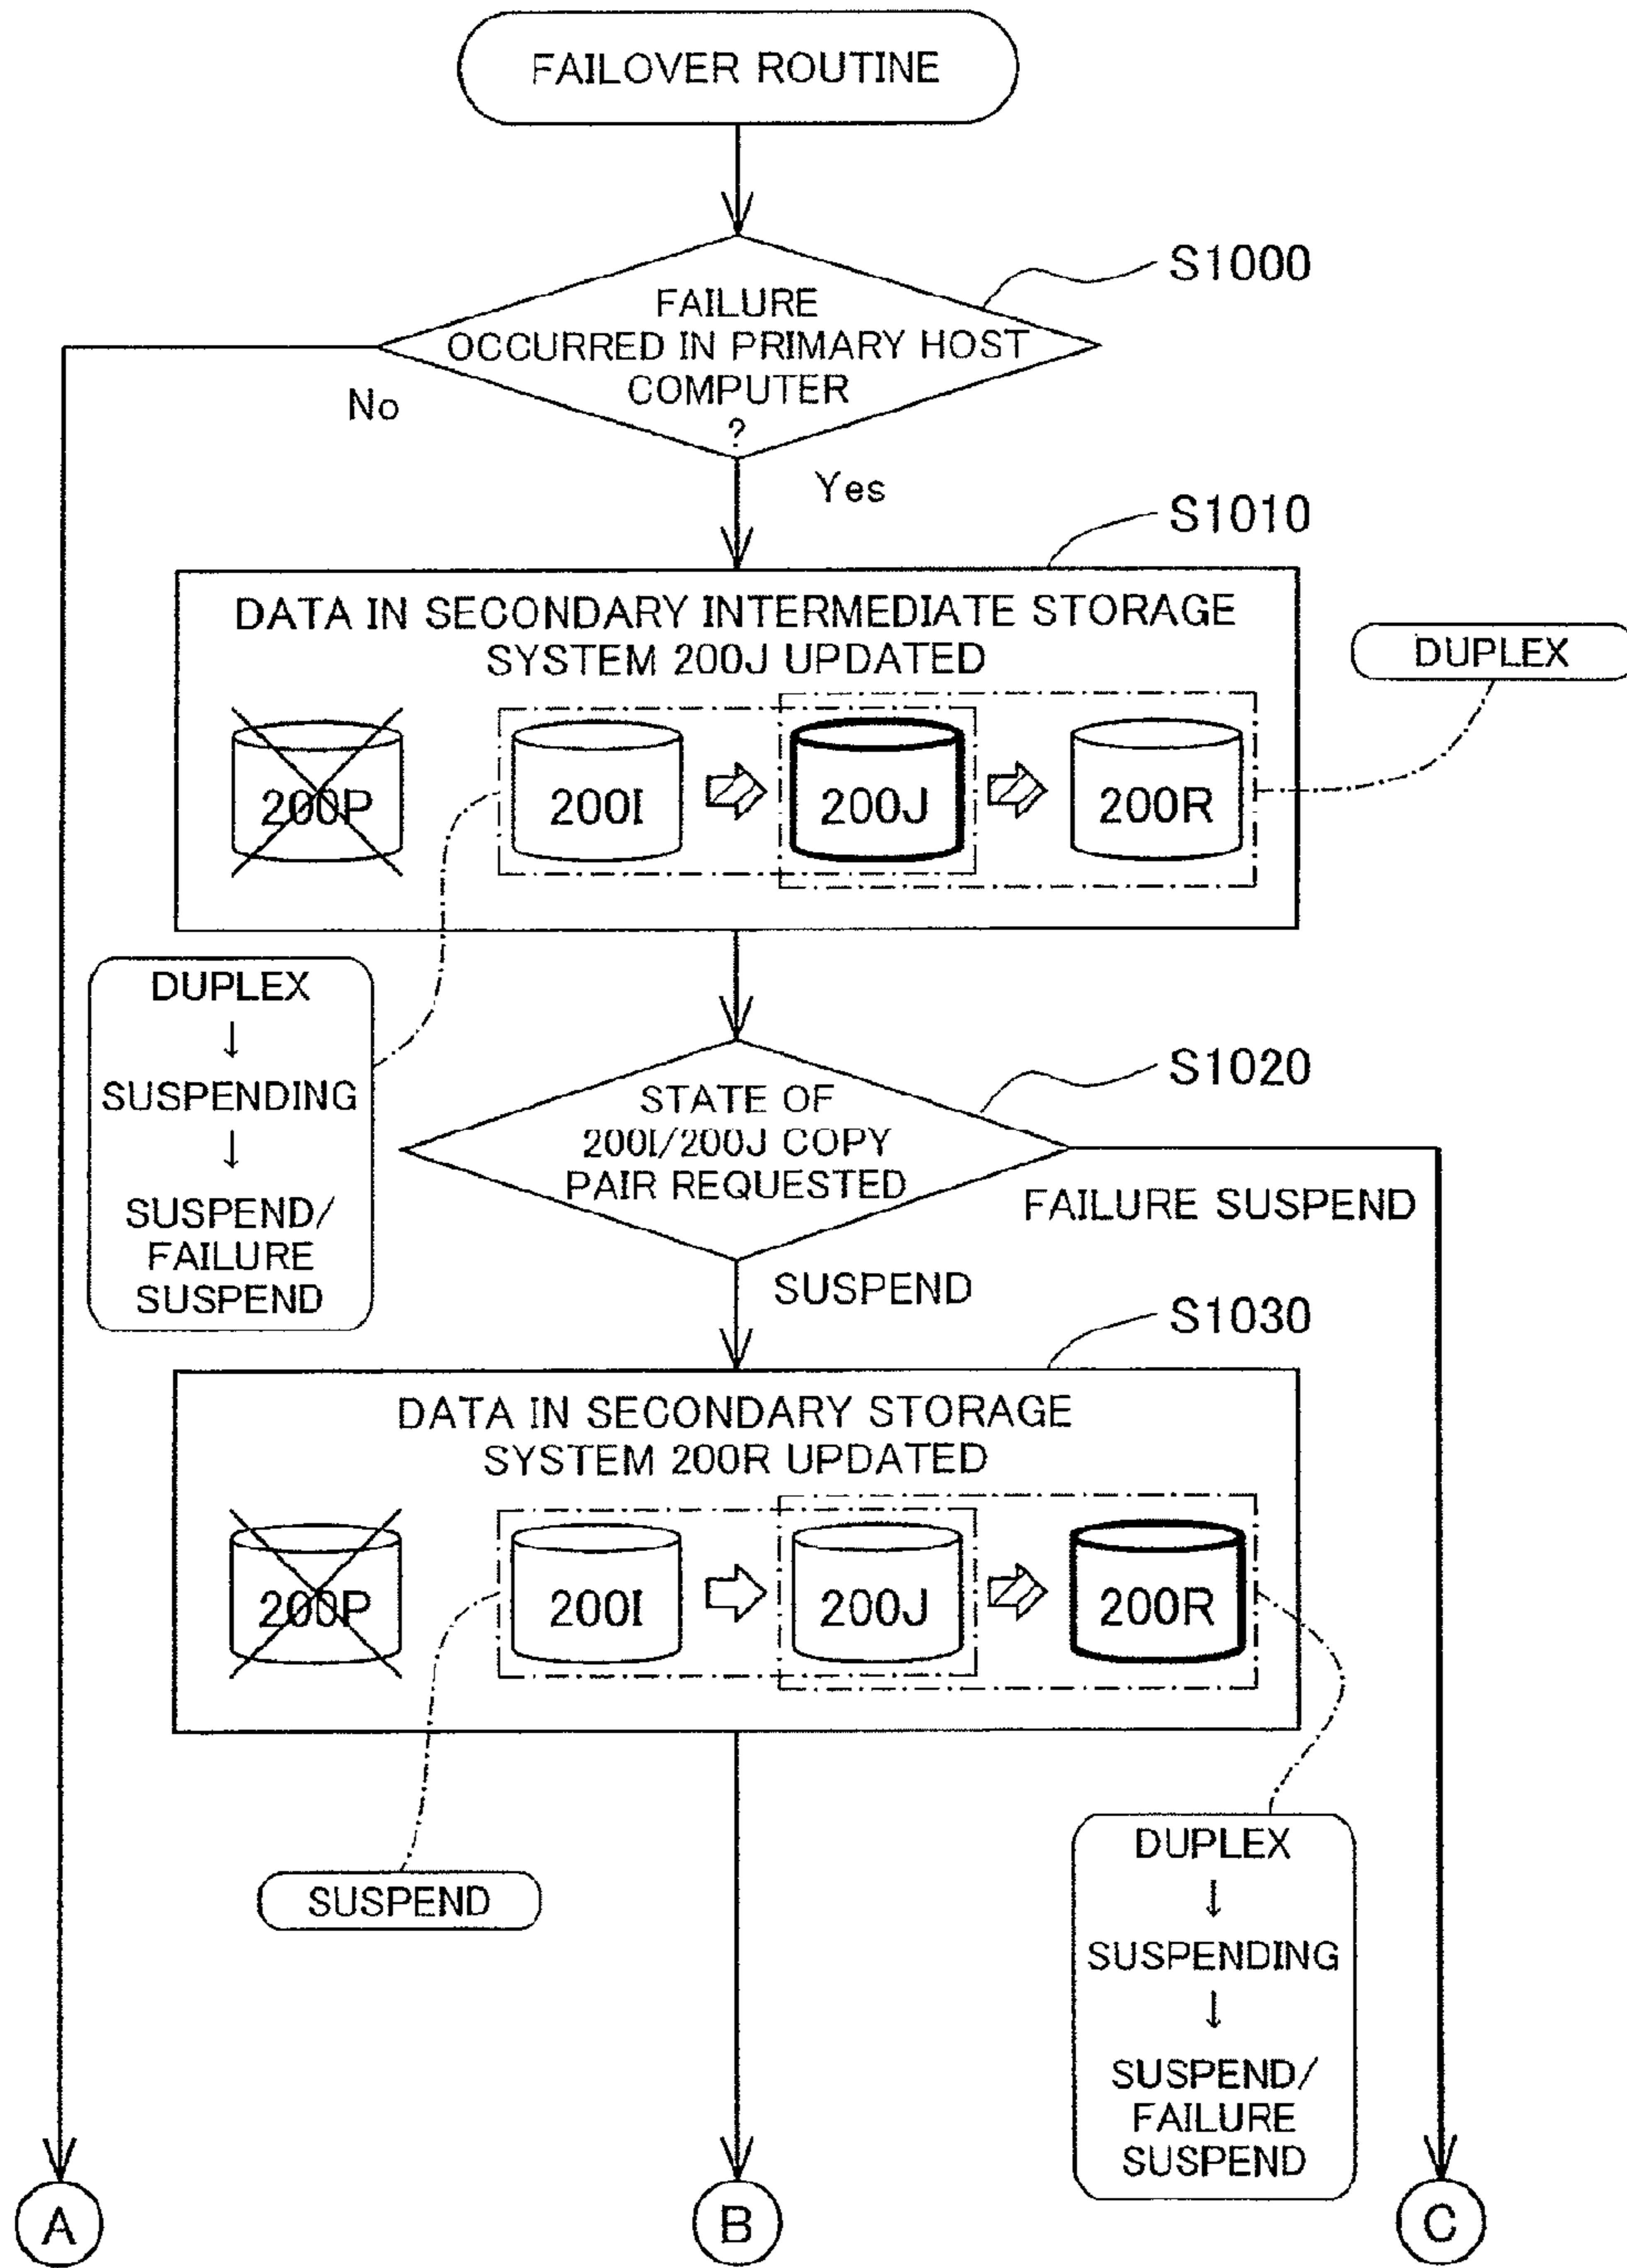 FAILOVER ROUTINE
S1000
FAILURE
OCCURRED IN PRIMARY HOST
COMPUTER
?
No
Yes
S1010
DATA IN SECONDARY INTERMEDIATE STORAGE
SYSTEM 200J UPDATED
DUPLEX
200P
200I
200J
200R
DUPLEX
↓
SUSPENDING
↓
SUSPEND/
FAILURE
SUSPEND
S1020
STATE OF
200I/200J COPY
PAIR REQUESTED
FAILURE SUSPEND
SUSPEND
S1030
DATA IN SECONDARY STORAGE
SYSTEM 200R UPDATED
200P
200I
200J
200R
SUSPEND
DUPLEX
↓
SUSPENDING
↓
SUSPEND/
FAILURE
SUSPEND
A
B
C